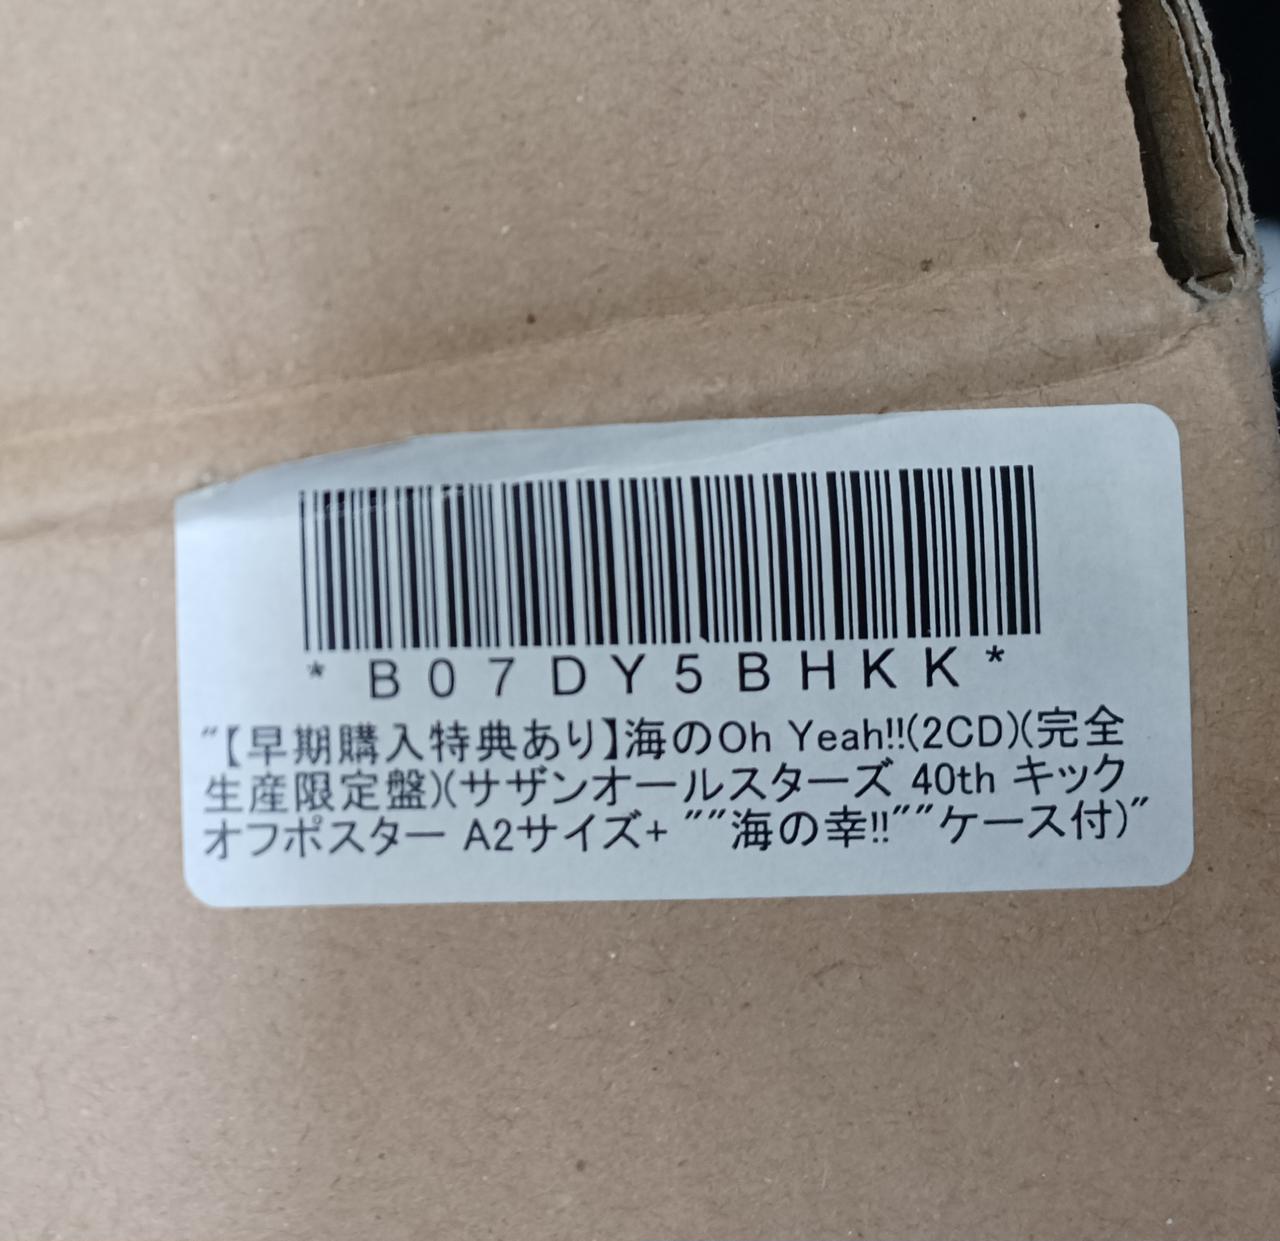 * B 0 7 D Y 5 B H K K *
"【早期購入特典あり】海のOh Yeah!!(2CD)(完全
生産限定盤)(サザンオールスターズ 40th キック
オフポスター A2サイズ+ ""海の幸!!""ケース付)"